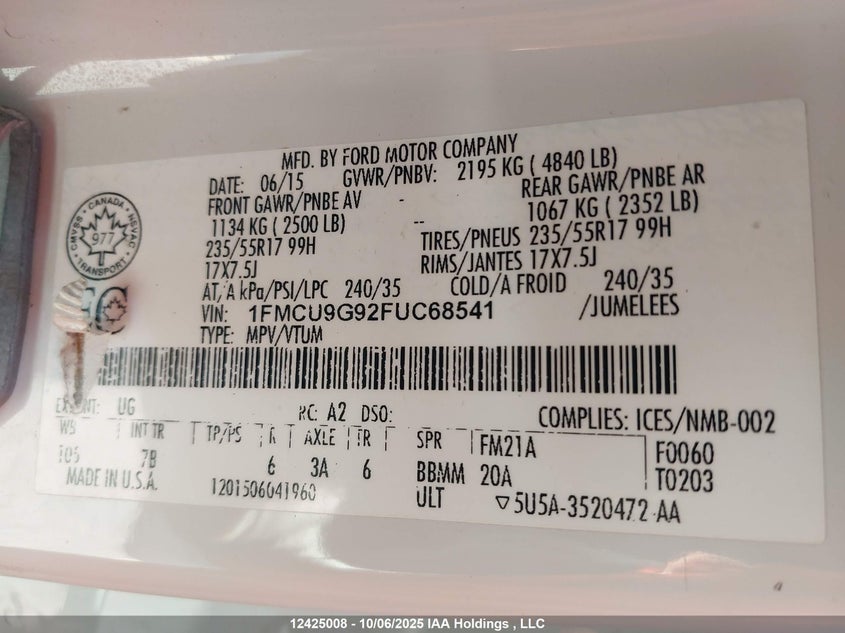 MFD. BY FORD MOTOR COMPANY
DATE: 06/15 GVWR/PNBV: 2195 KG ( 4840 LB)
FRONT GAWR/PNBE AV - REAR GAWR/PNBE AR
1134 KG ( 2500 LB) -- 1067 KG ( 2352 LB)
235/55R17 99H TIRES/PNEUS 235/55R17 99H
17X7.5J RIMS/JANTES 17X7.5J
AT, A kPa/PSI/LPC 240/35 COLD/A FROID 240/35
VIN: 1FMCU9G92FUC68541 /JUMELEES
TYPE: MPV/VTUM
CANADA
CMVSS - HSVAC
977
TRANSPORT
UG RC: A2 DSO: COMPLIES: ICES/NMB-002
WB INT TR TP/PS R AXLE TR SPR FM21A F0060
105 7B 6 3A 6 BBMM 20A T0203
MADE IN U.S.A. 1201506041960 ULT ▽5U5A-3520472-AA
12425008 - 10/06/2025 IAA Holdings , LLC